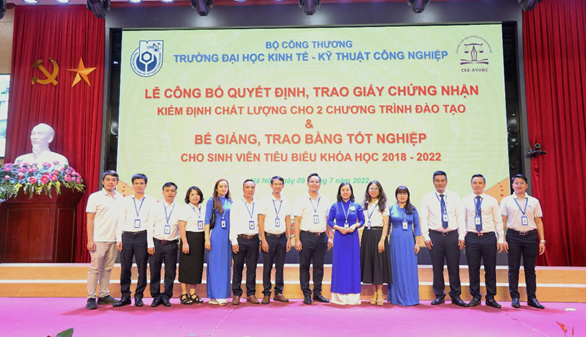 BỘ CÔNG THƯƠNG
TRƯỜNG ĐẠI HỌC KINH TẾ - KỸ THUẬT CÔNG NGHIỆP
CEA-AVU&C
LỄ CÔNG BỐ QUYẾT ĐỊNH, TRAO GIẤY CHỨNG NHẬN
KIỂM ĐỊNH CHẤT LƯỢNG CHO 2 CHƯƠNG TRÌNH ĐÀO TẠO
&
BẾ GIẢNG, TRAO BẰNG TỐT NGHIỆP
CHO SINH VIÊN TIÊU BIỂU KHÓA HỌC 2018 - 2022
Hà Nội, ngày 09 tháng 7 năm 2022